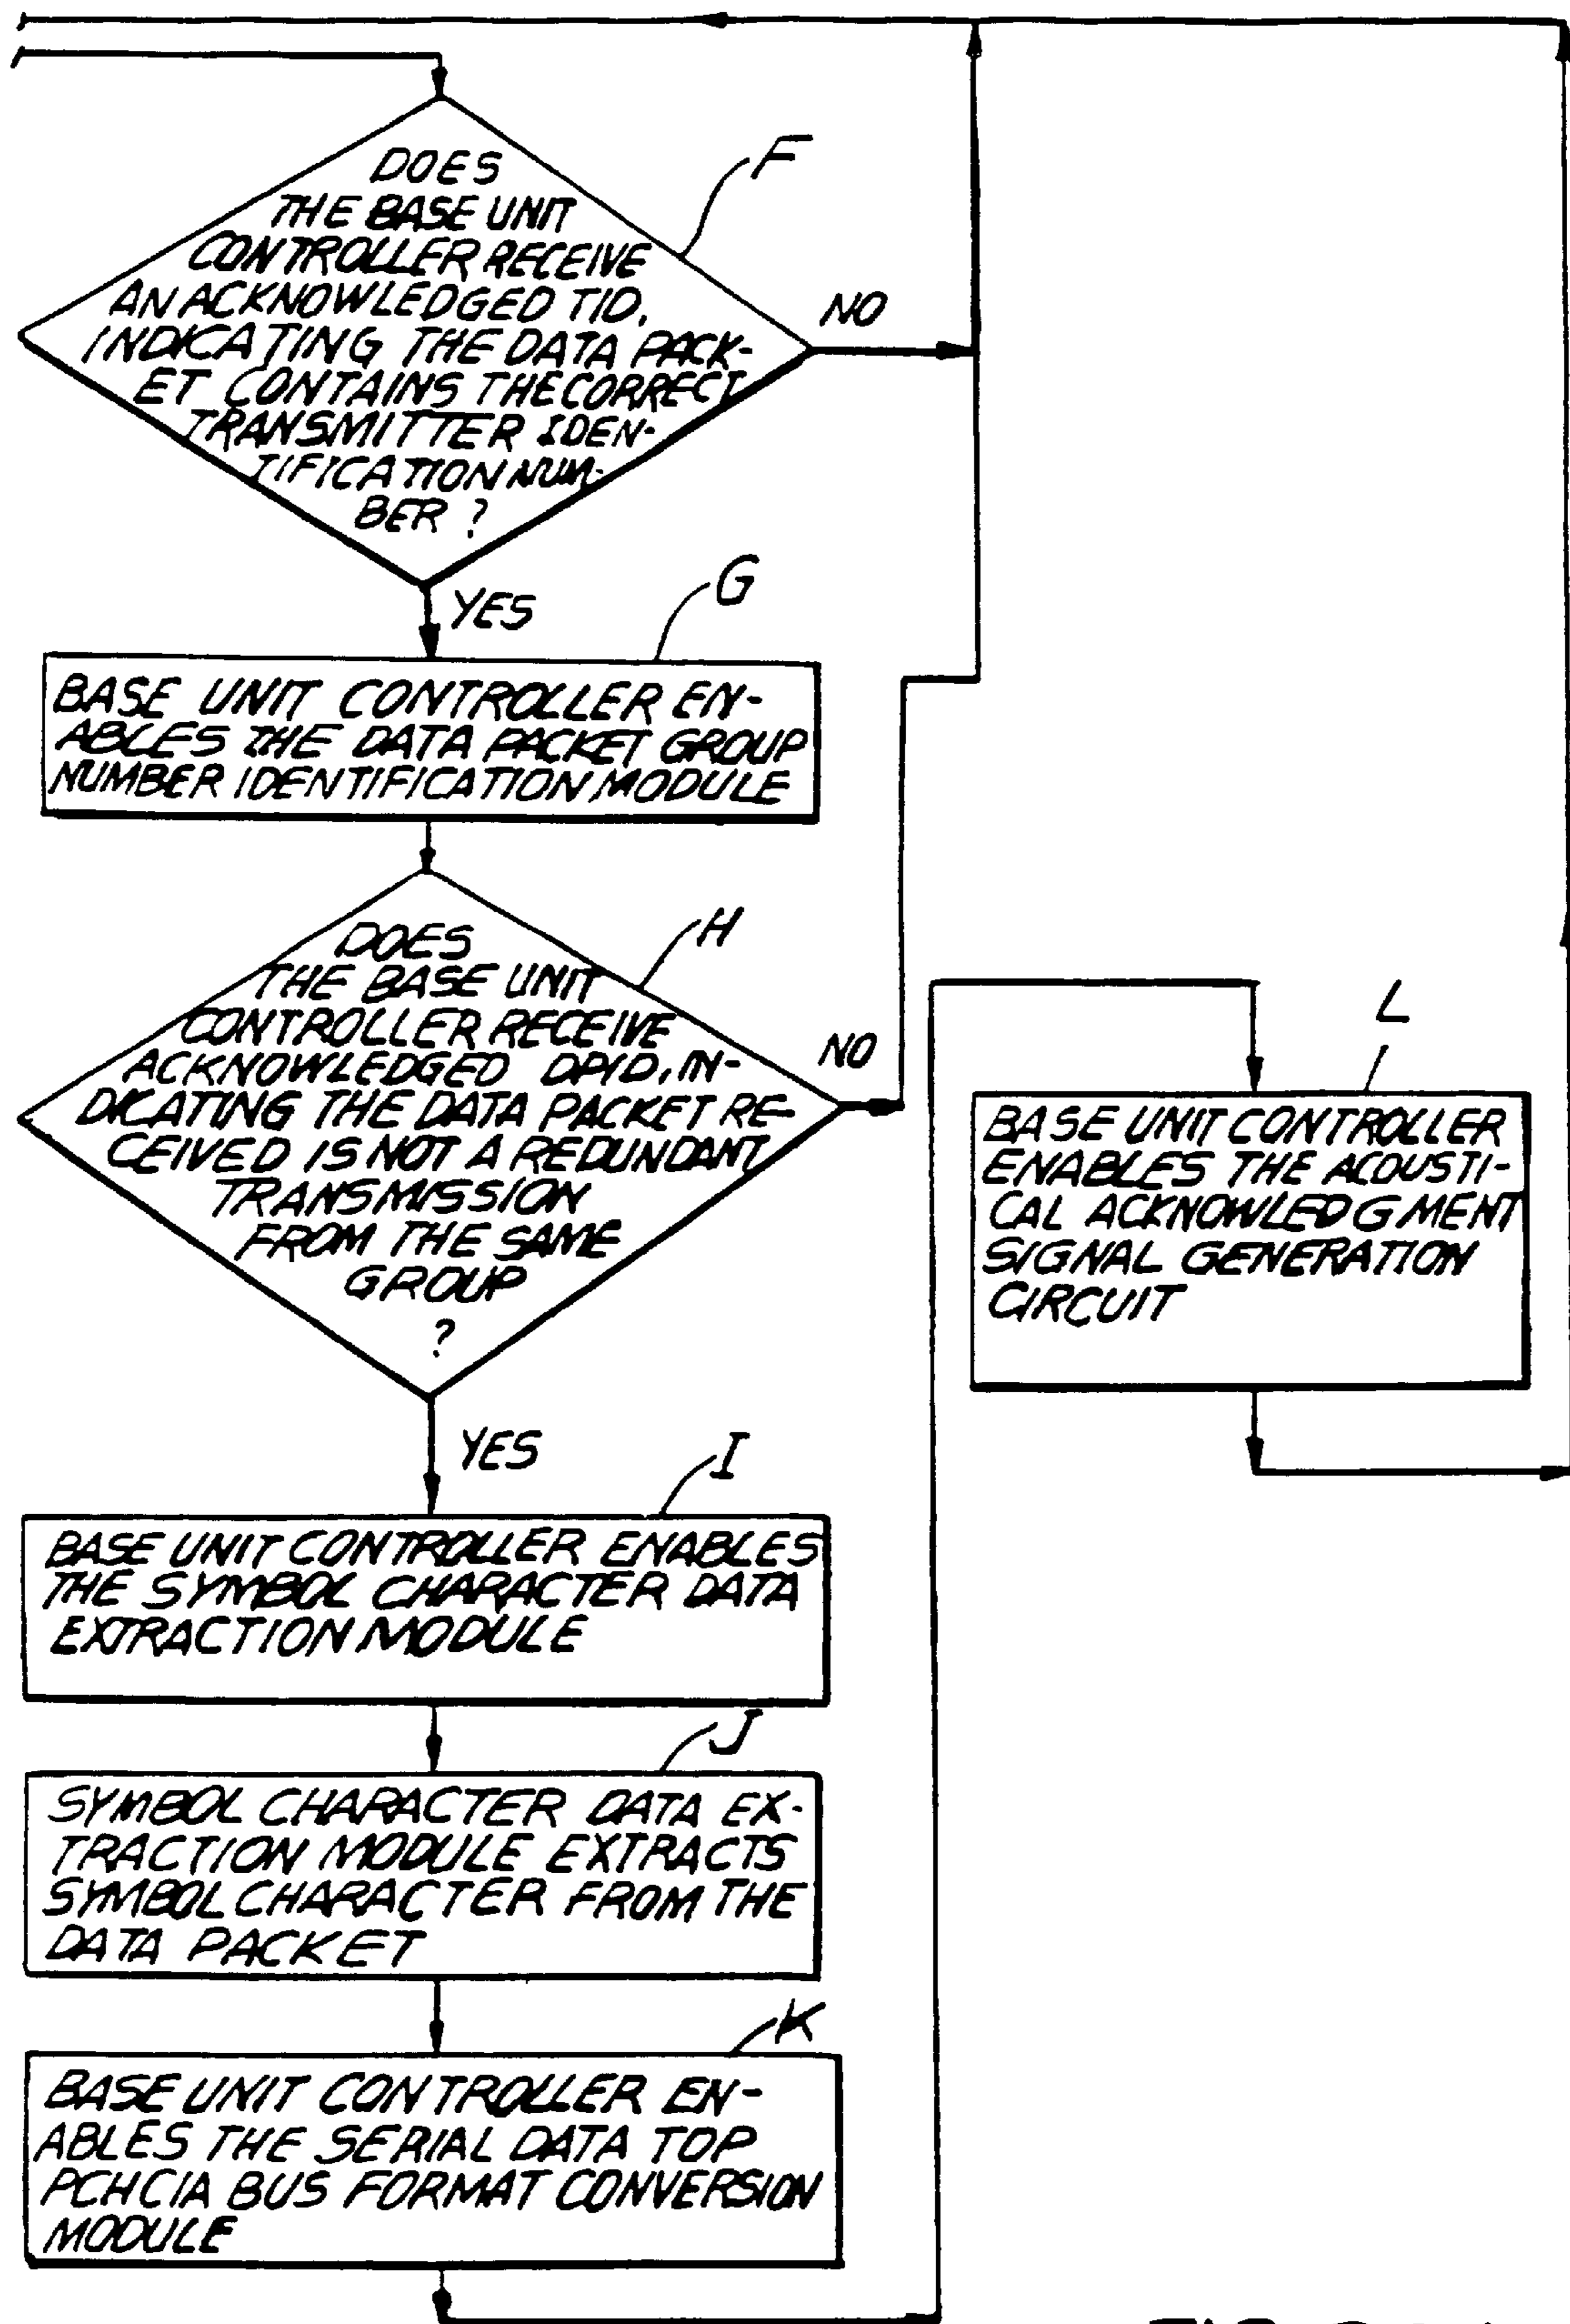 F
DOES
THE BASE UNIT
CONTROLLER RECEIVE
AN ACKNOWLEDGED TID,
INDICATING THE DATA PACK-
ET CONTAINS THE CORRECT
TRANSMITTER IDEN-
TIFICATION NUM-
BER ?
NO
YES
G
BASE UNIT CONTROLLER EN-
ABLES THE DATA PACKET GROUP
NUMBER IDENTIFICATION MODULE
H
DOES
THE BASE UNIT
CONTROLLER RECEIVE
ACKNOWLEDGED DPID, IN-
DICATING THE DATA PACKET RE-
CEIVED IS NOT A REDUNDANT
TRANSMISSION
FROM THE SAME
GROUP
?
NO
YES
L
BASE UNIT CONTROLLER
ENABLES THE ACOUSTI-
CAL ACKNOWLEDGMENT
SIGNAL GENERATION
CIRCUIT
I
BASE UNIT CONTROLLER ENABLES
THE SYMBOL CHARACTER DATA
EXTRACTION MODULE
J
SYMBOL CHARACTER DATA EX-
TRACTION MODULE EXTRACTS
SYMBOL CHARACTER FROM THE
DATA PACKET
K
BASE UNIT CONTROLLER EN-
ABLES THE SERIAL DATA TOP
PCHCIA BUS FORMAT CONVERSION
MODULE